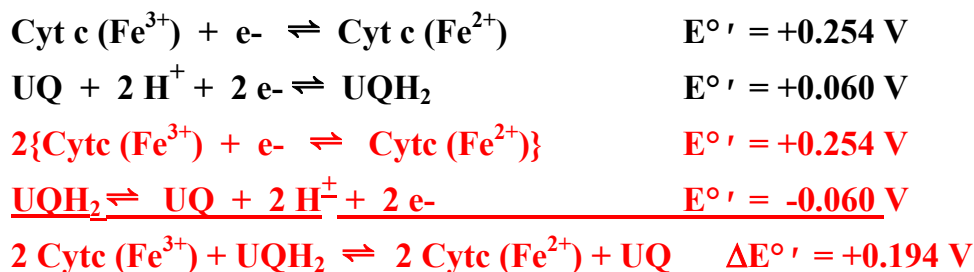 Cyt c (Fe³⁺) + e- ⇌ Cyt c (Fe²⁺) E°′ = +0.254 V
UQ + 2 H⁺ + 2 e- ⇌ UQH₂ E°′ = +0.060 V
2{Cytc (Fe³⁺) + e- ⇌ Cytc (Fe²⁺)} E°′ = +0.254 V
UQH₂ ⇌ UQ + 2 H⁺ + 2 e- E°′ = -0.060 V
2 Cytc (Fe³⁺) + UQH₂ ⇌ 2 Cytc (Fe²⁺) + UQ ΔE°′ = +0.194 V